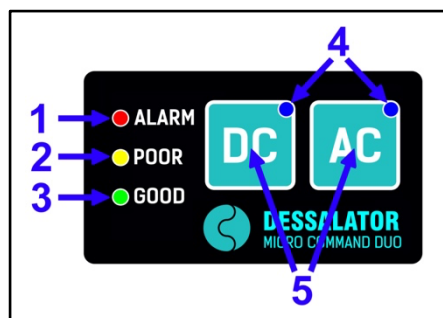 4
1
ALARM
DC
AC
2
POOR
3
GOOD
DESSALATOR
MICRO COMMAND DUO
5